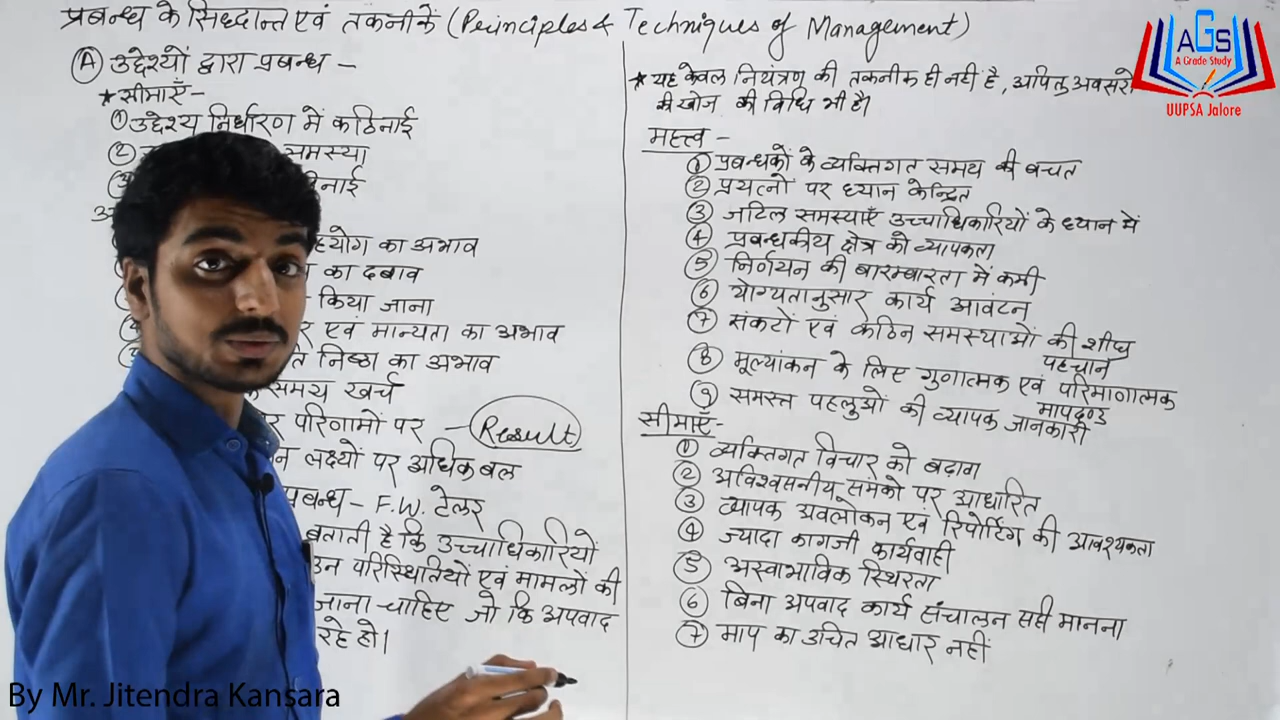 प्रबन्ध के सिद्धान्त एवं तकनीकें (Principles & Techniques of Management)
(A) उद्देश्यों द्वारा प्रबन्ध -
* सीमाएँ -
① उद्देश्य निर्धारण में कठिनाई
② समस्या
का अभाव
का दबाव
किया जाना
एवं मान्यता का अभाव
निष्ठा का अभाव
समय खर्च
परिणामों पर - Result
लक्ष्यों पर अधिक बल
प्रबन्ध - F.W. टेलर
बताती है कि उच्चाधिकारियों
उन परिस्थितियों एवं मामलों की
जाना चाहिए जो कि अपवाद
रहे हो।
* यह केवल नियंत्रण की तकनीक ही नहीं है, अपितु अवसरों
की खोज की विधि भी है।
महत्त्व -
① प्रबन्धकों के व्यक्तिगत समय की बचत
② प्रयत्नों पर ध्यान केन्द्रित
③ जटिल समस्याएँ उच्चाधिकारियों के ध्यान में
④ प्रबन्धकीय क्षेत्र की व्यापकता
⑤ निर्णयन की बारम्बारता में कमी
⑥ योग्यतानुसार कार्य आवंटन
⑦ संकटों एवं कठिन समस्याओं की शीघ्र
पहचान
⑧ मूल्यांकन के लिए गुणात्मक एवं परिमाणात्मक
मापदण्ड
⑨ समस्त पहलुओं की व्यापक जानकारी
सीमाएँ -
① व्यक्तिगत विचार को बढ़ावा
② अविश्वसनीय समंको पर आधारित
③ व्यापक अवलोकन एवं रिपोर्टिंग की आवश्यकता
④ ज्यादा कागजी कार्यवाही
⑤ अस्वाभाविक स्थिरता
⑥ बिना अपवाद कार्य संचालन सही मानना
⑦ माप का उचित आधार नहीं
AGS
A Grade Study
UUPSA Jalore
By Mr. Jitendra Kansara